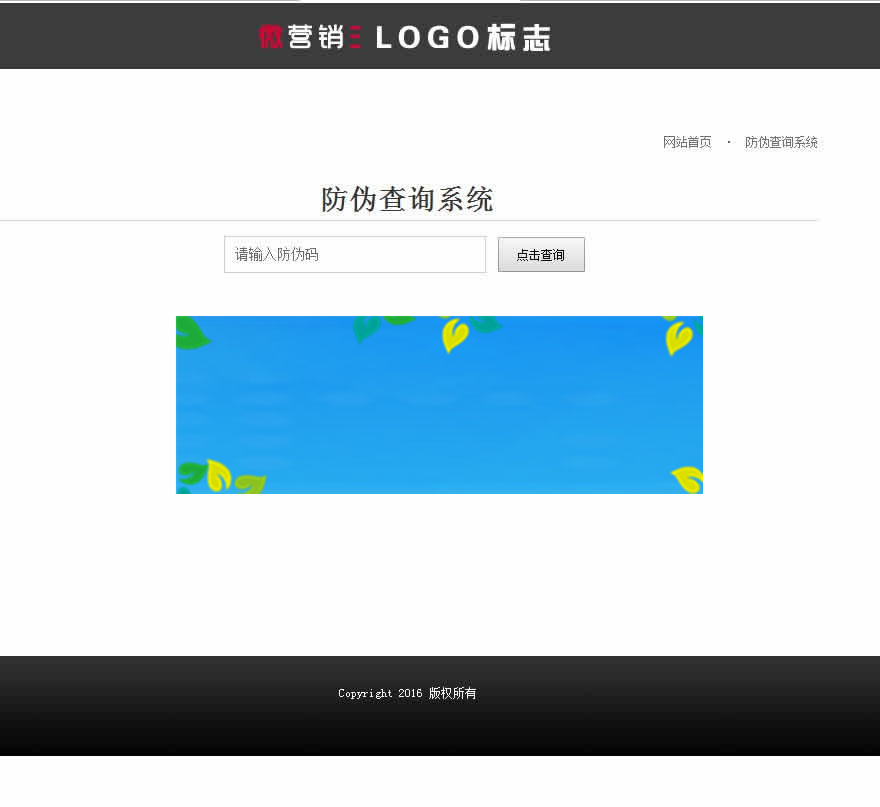 微营销 LOGO标志
网站首页 · 防伪查询系统
防伪查询系统
请输入防伪码 点击查询
Copyright 2016 版权所有